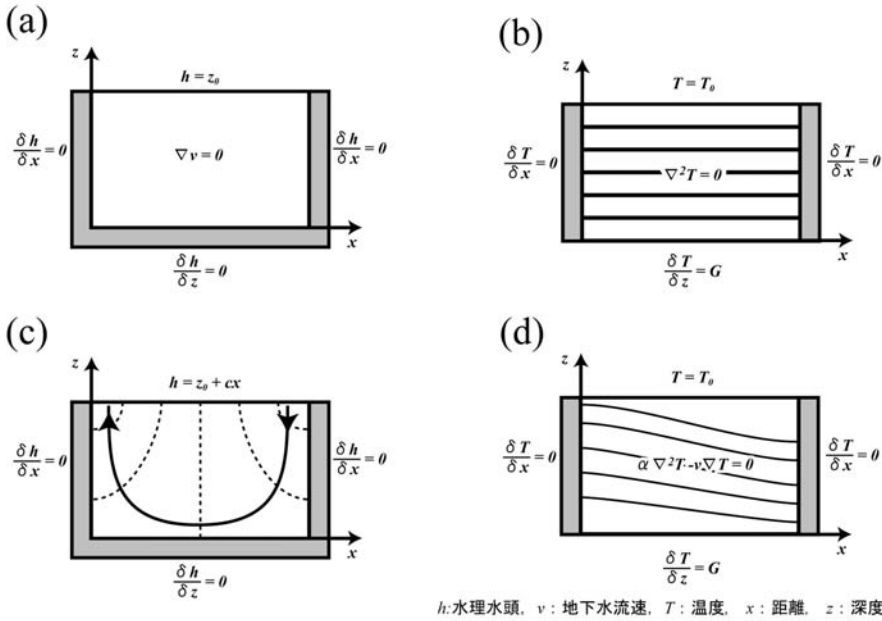 (a)
z
h = z₀
δh/δx = 0
∇v = 0
δh/δx = 0
x
δh/δz = 0
(b)
z
T = T₀
δT/δx = 0
∇²T = 0
δT/δx = 0
x
δT/δz = G
(c)
z
h = z₀ + cx
δh/δx = 0
δh/δx = 0
x
δh/δz = 0
(d)
z
T = T₀
δT/δx = 0
α∇²T - v∇T = 0
δT/δx = 0
x
δT/δz = G
h:水理水頭, v:地下水流速, T:温度, x:距離, z:深度